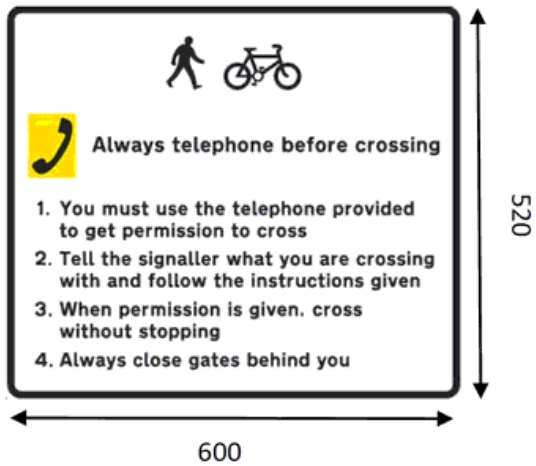 Always telephone before crossing
1. You must use the telephone provided
to get permission to cross
2. Tell the signaller what you are crossing
with and follow the instructions given
3. When permission is given. cross
without stopping
4. Always close gates behind you
520
600